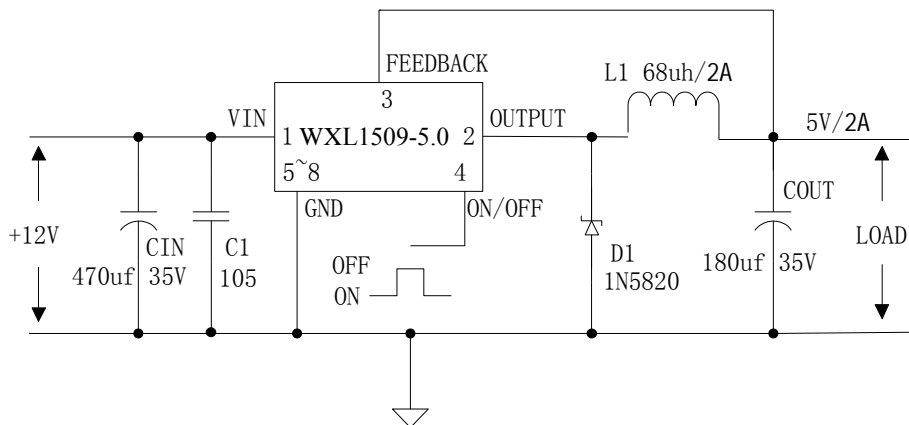 FEEDBACK
L1 68uh/2A
3
VIN
OUTPUT
5V/2A
1 WXL1509-5.0 2
5~8
4
GND
ON/OFF
COUT
+12V
CIN
C1
OFF
D1
LOAD
470uf 35V
105
ON
1N5820
180uf 35V